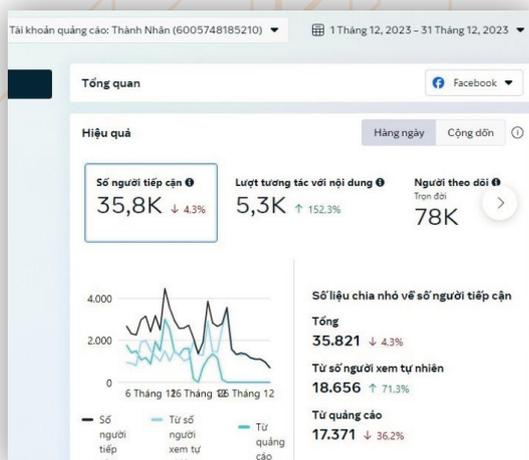 Tài khoản quảng cáo: Thành Nhân (6005748185210)
1 Tháng 12, 2023 – 31 Tháng 12, 2023
Tổng quan
Facebook
Hiệu quả
Hàng ngày
Cộng dồn
Số người tiếp cận
35,8K ↓ 4,3%
Lượt tương tác với nội dung
5,3K ↑ 152,3%
Người theo dõi
Trọn đời
78K
4.000
2.000
0
6 Tháng 12
16 Tháng 12
26 Tháng 12
Số
người
tiếp
Từ số
người
xem tự
Từ
quảng
cáo
Số liệu chia nhỏ về số người tiếp cận
Tổng
35.821 ↓ 4,3%
Từ số người xem tự nhiên
18.656 ↑ 71,3%
Từ quảng cáo
17.371 ↓ 36,2%